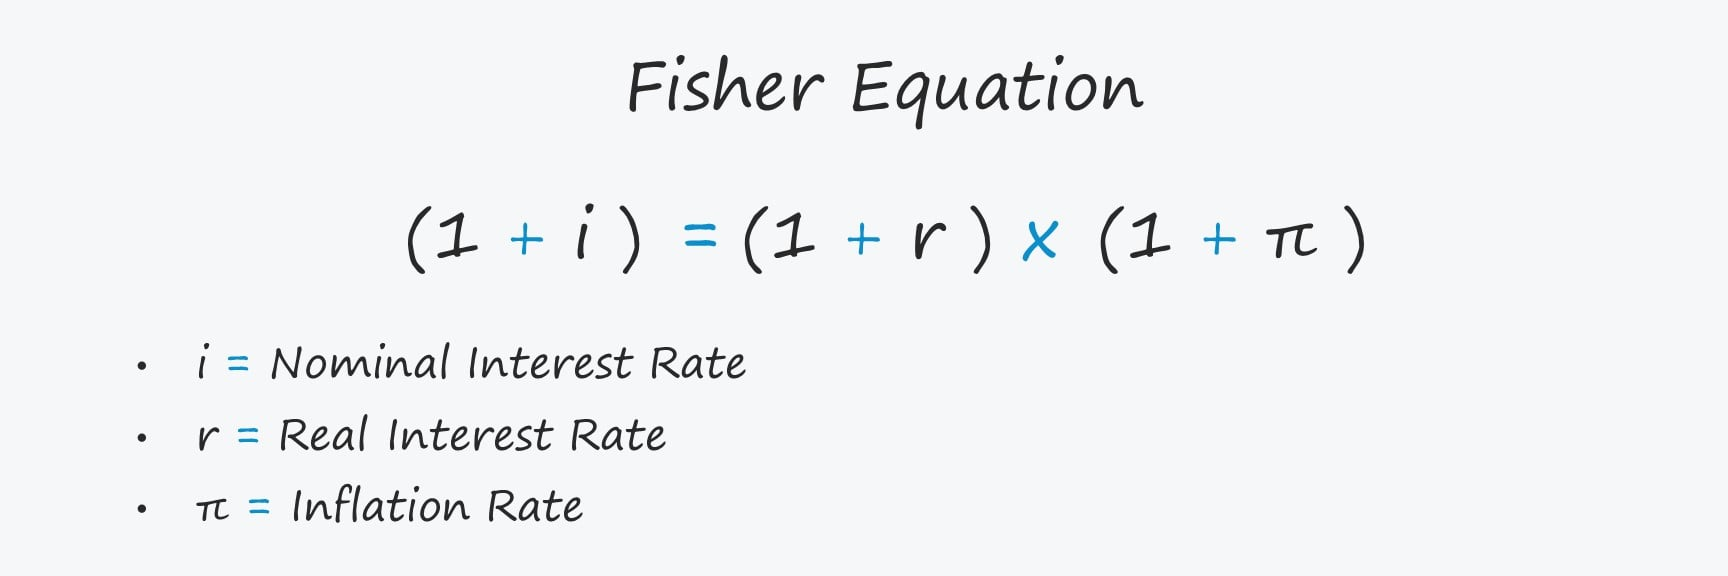 Fisher Equation
(1 + i ) = (1 + r ) x (1 + π )
• i = Nominal Interest Rate
• r = Real Interest Rate
• π = Inflation Rate